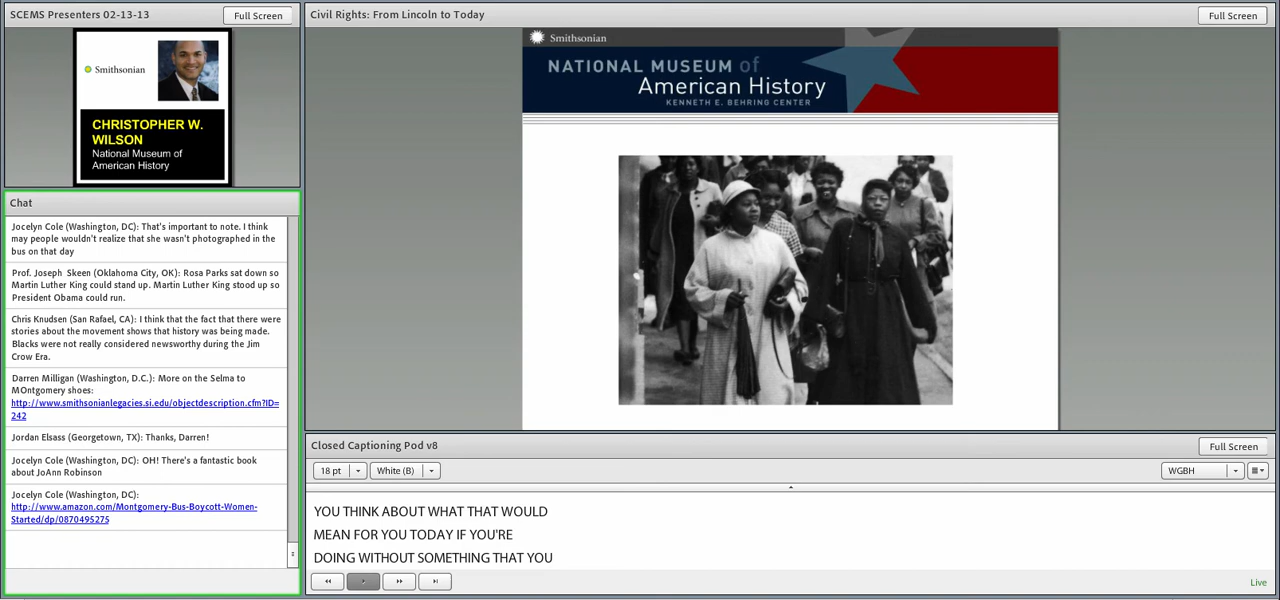 SCEMS Presenters 02-13-13
Full Screen
Smithsonian
CHRISTOPHER W.
WILSON
National Museum of
American History
Chat
Jocelyn Cole (Washington, DC): That's important to note. I think
may people wouldn't realize that she wasn't photographed in the
bus on that day
Prof. Joseph Skeen (Oklahoma City, OK): Rosa Parks sat down so
Martin Luther King could stand up. Martin Luther King stood up so
President Obama could run.
Chris Knudsen (San Rafael, CA): I think that the fact that there were
stories about the movement shows that history was being made.
Blacks were not really considered newsworthy during the Jim
Crow Era.
Darren Milligan (Washington, D.C.): More on the Selma to
MOntgomery shoes:
http://www.smithsonianlegacies.si.edu/objectdescription.cfm?ID=
242
Jordan Elsass (Georgetown, TX): Thanks, Darren!
Jocelyn Cole (Washington, DC): OH! There's a fantastic book
about JoAnn Robinson
Jocelyn Cole (Washington, DC):
http://www.amazon.com/Montgomery-Bus-Boycott-Women-
Started/dp/0870495275
Civil Rights: From Lincoln to Today
Full Screen
Smithsonian
NATIONAL MUSEUM of
American History
KENNETH E. BEHRING CENTER
Closed Captioning Pod v8
Full Screen
18 pt
White (B)
WGBH
YOU THINK ABOUT WHAT THAT WOULD
MEAN FOR YOU TODAY IF YOU'RE
DOING WITHOUT SOMETHING THAT YOU
Live